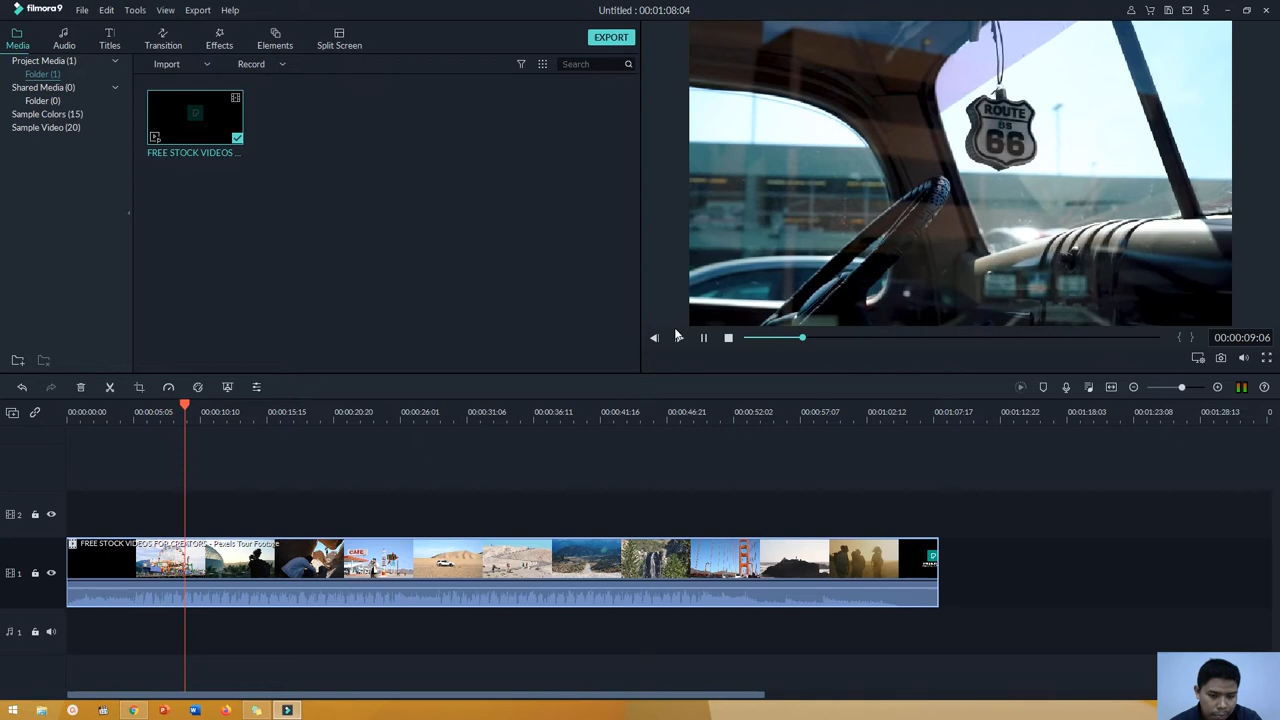 filmora9 File Edit Tools View Export Help Untitled : 00:01:08:04
Media Audio Titles Transition Effects Elements Split Screen EXPORT
Project Media (1)
Folder (1)
Shared Media (0)
Folder (0)
Sample Colors (15)
Sample Video (20)
Import Record Search
FREE STOCK VIDEOS ...
ROUTE
66
00:00:09:06
00:00:00:00 00:00:05:05 00:00:10:10 00:00:15:15 00:00:20:20 00:00:26:01 00:00:31:06 00:00:36:11 00:00:41:16 00:00:46:21 00:00:52:02 00:00:57:07 00:01:02:12 00:01:07:17 00:01:12:22 00:01:18:03 00:01:23:08 00:01:28:13 0
2
FREE STOCK VIDEOS FOR CREATORS - Pexels Tour Footage
CAFE
1
1